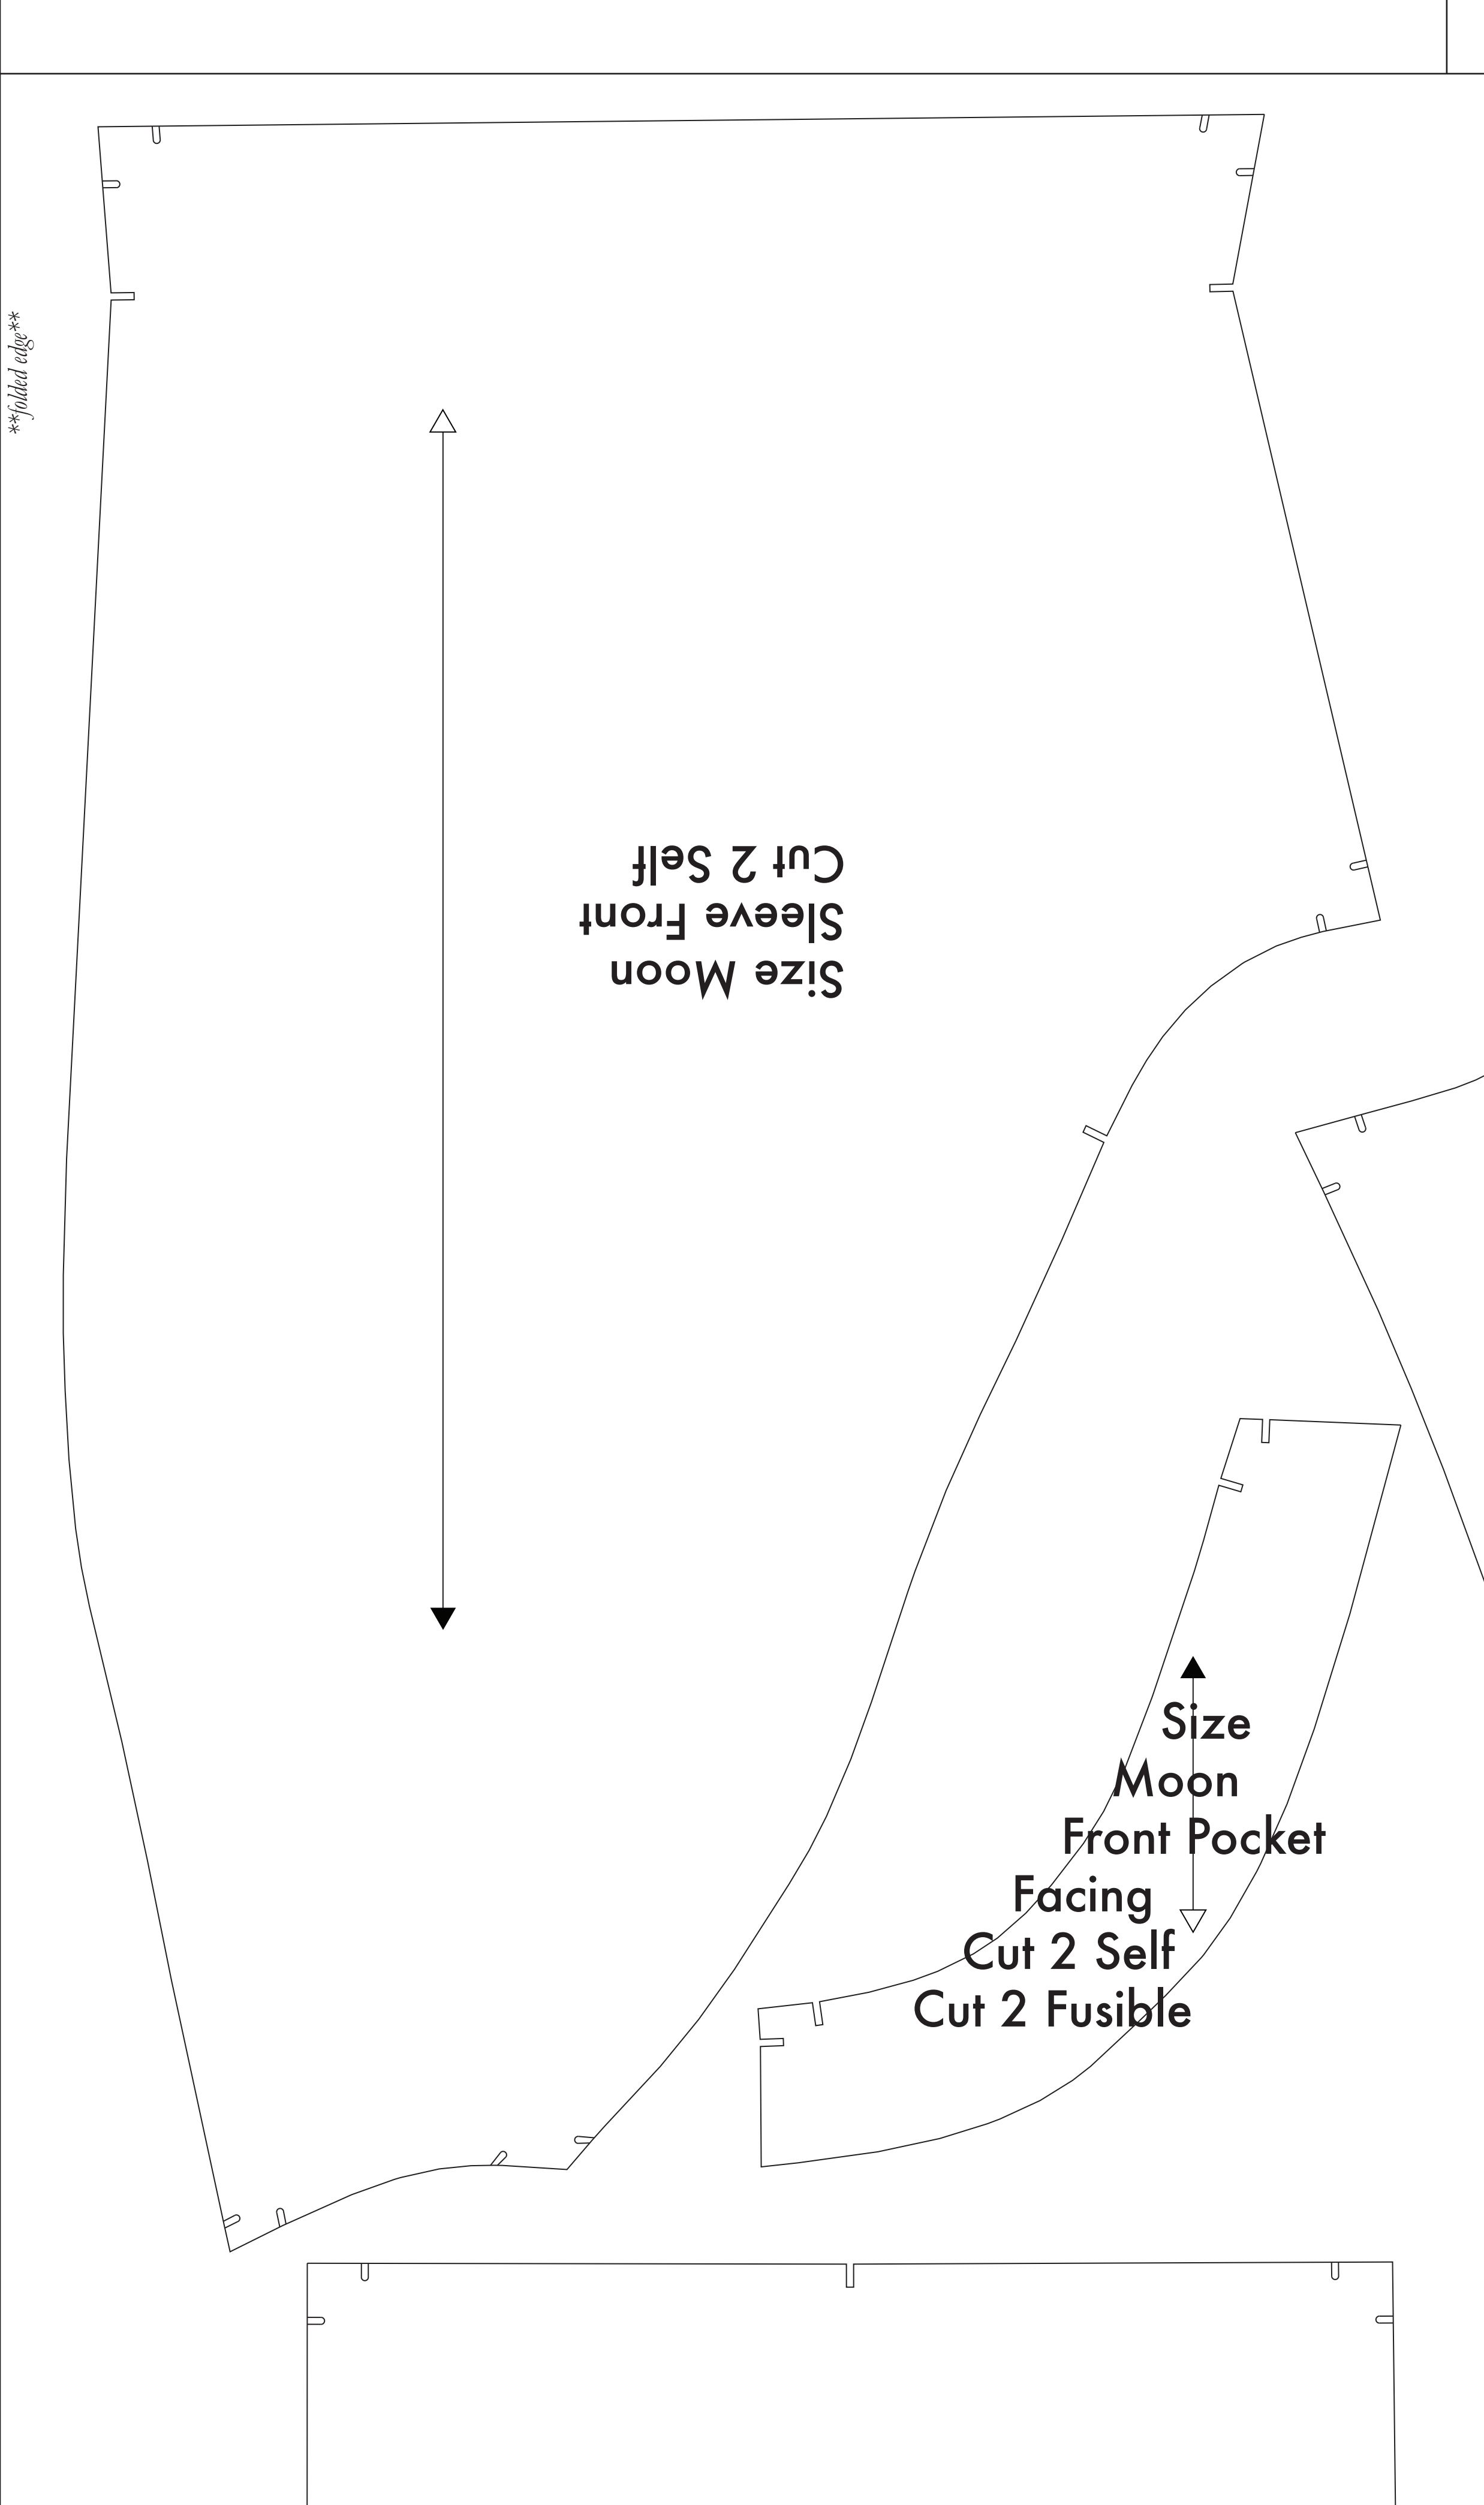 **folded edge**
Size Moon
Sleeve Front
Cut 2 Self
Size
Moon
Front Pocket
Facing
Cut 2 Self
Cut 2 Fusible